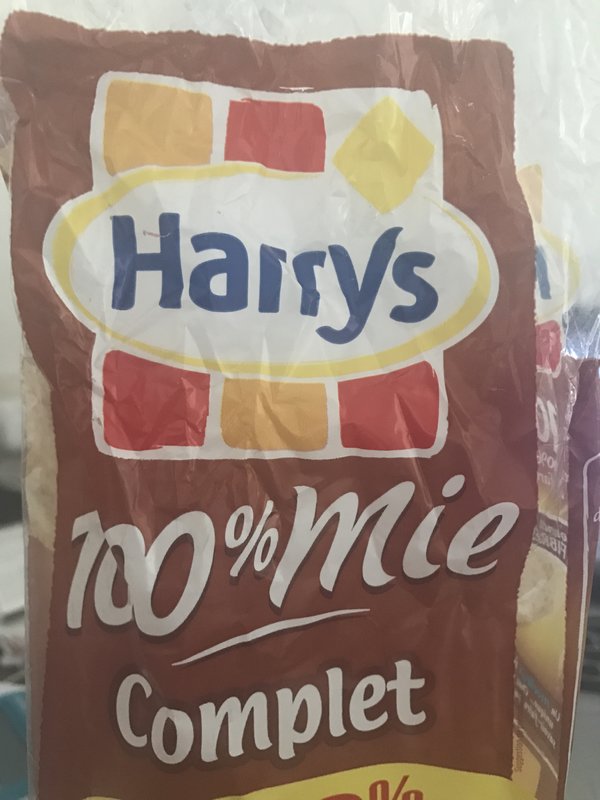 Harrys
100% Mie
Complet
%